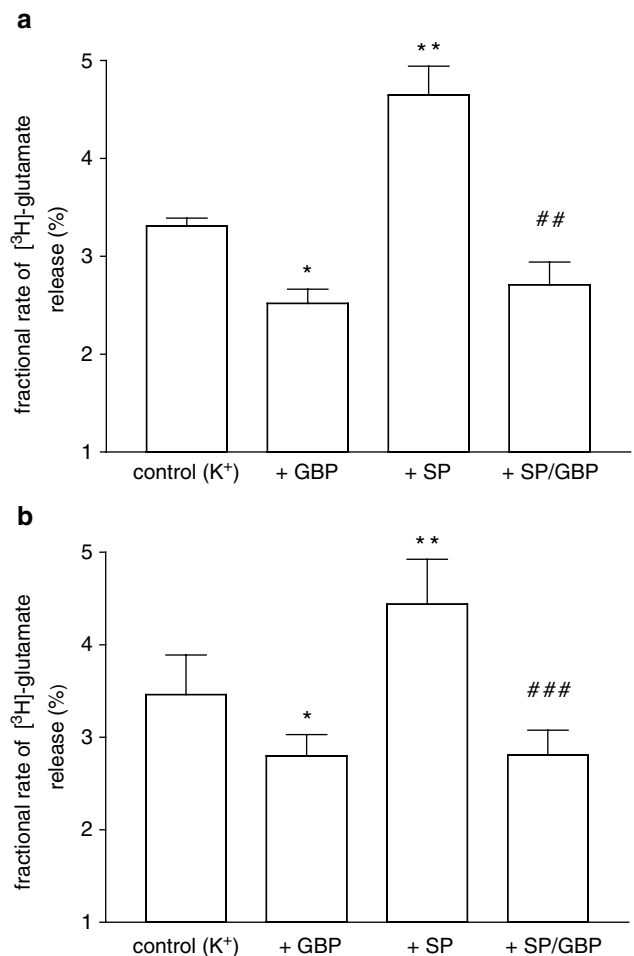 a
fractional rate of [³H]-glutamate
release (%)
5
4
3
2
1
*
**
##
control (K⁺) + GBP + SP + SP/GBP
b
fractional rate of [³H]-glutamate
release (%)
5
4
3
2
1
*
**
###
control (K⁺) + GBP + SP + SP/GBP